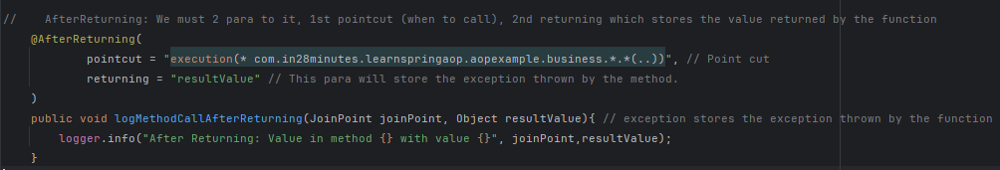 //    AfterReturning: We must 2 para to it, 1st pointcut (when to call), 2nd returning which stores the value returned by the function
@AfterReturning(
pointcut = "execution(* com.in28minutes.learnspringaop.aopexample.business.*.*(..))", // Point cut
returning = "resultValue" // This para will store the exception thrown by the method.
)
public void logMethodCallAfterReturning(JoinPoint joinPoint, Object resultValue){ // exception stores the exception thrown by the function
logger.info("After Returning: Value in method {} with value {}", joinPoint,resultValue);
}